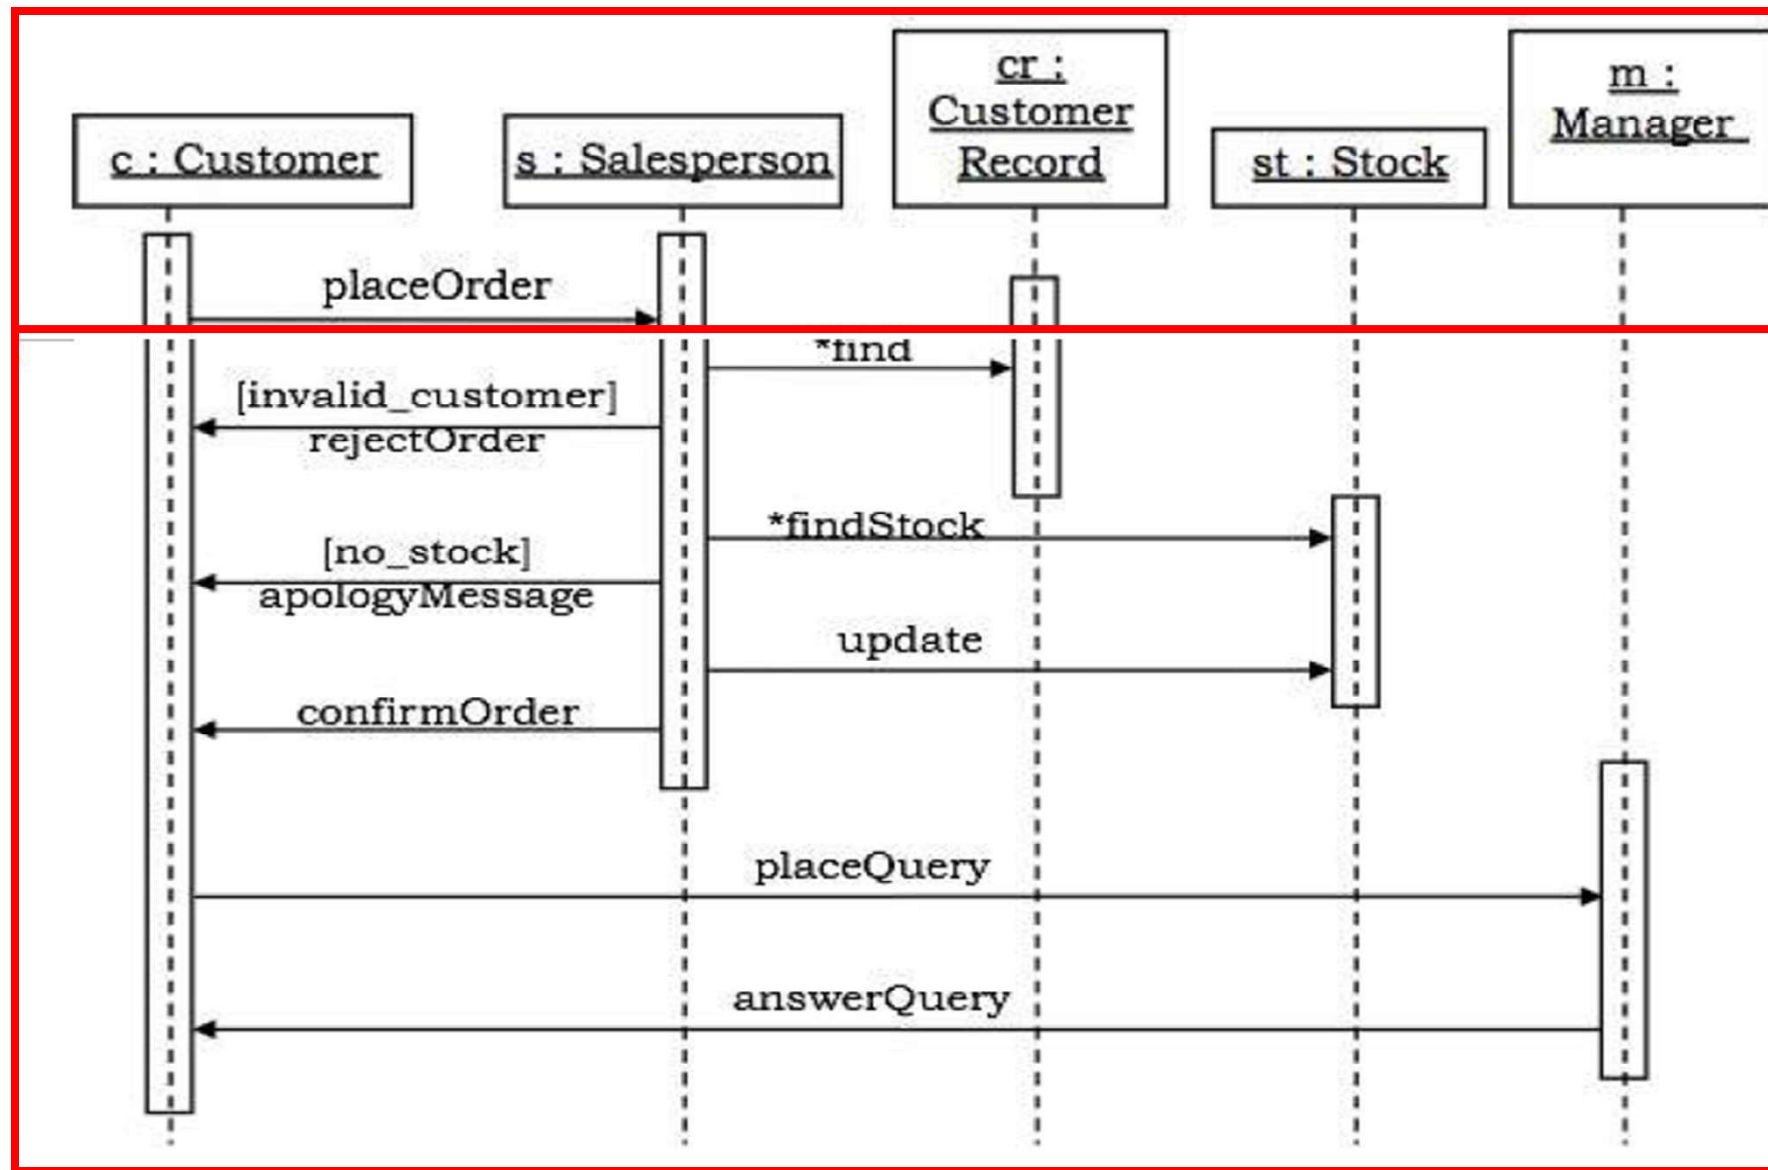 cr :
Customer
Record
m :
Manager
c : Customer
s : Salesperson
st : Stock
placeOrder
*find
[invalid_customer]
rejectOrder
*findStock
[no_stock]
apologyMessage
update
confirmOrder
placeQuery
answerQuery